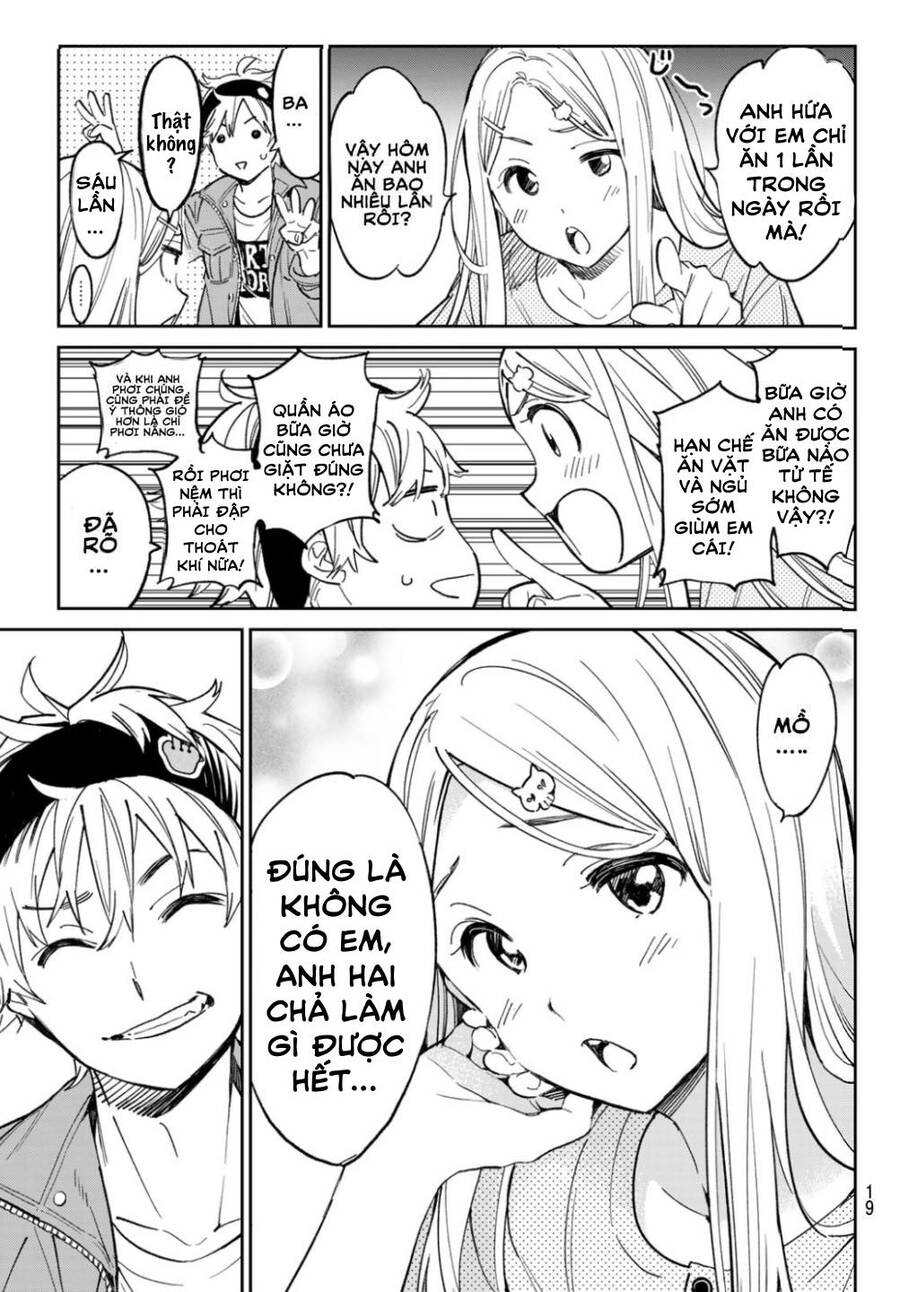 ANH HỨA
VỚI EM CHỈ
ĂN 1 LẦN
TRONG
NGÀY RỒI
MÀ!
じ〜っ
VẬY HÔM
NAY ANH
ĂN BAO
NHIÊU LẦN
RỒI?
BA
...
Thật
không
?
SÁU
LẦN
...
......
BỮA GIỜ
ANH CÓ
ĂN ĐƯỢC
BỮA NÀO
TỬ TẾ
KHÔNG
VẬY?!
HẠN CHẾ
ĂN VẶT
VÀ NGỦ
SỚM
GIÙM EM
CÁI!
QUẦN ÁO
BỮA GIỜ
CŨNG CHƯA
GIẶT ĐÚNG
KHÔNG?!
RỒI PHƠI
NỆM THÌ
PHẢI ĐẬP
CHO
THOÁT
KHÍ NỮA!
VÀ KHI ANH
PHƠI CHÚNG
CŨNG PHẢI ĐỂ
Ý THÔNG GIÓ
HƠN LÀ CHỈ
PHƠI NẮNG...
ĐÃ
RÕ
...
MỒ
.....
ĐÚNG LÀ
KHÔNG
CÓ EM,
ANH HAI
CHẢ LÀM
GÌ ĐƯỢC
HẾT...
19